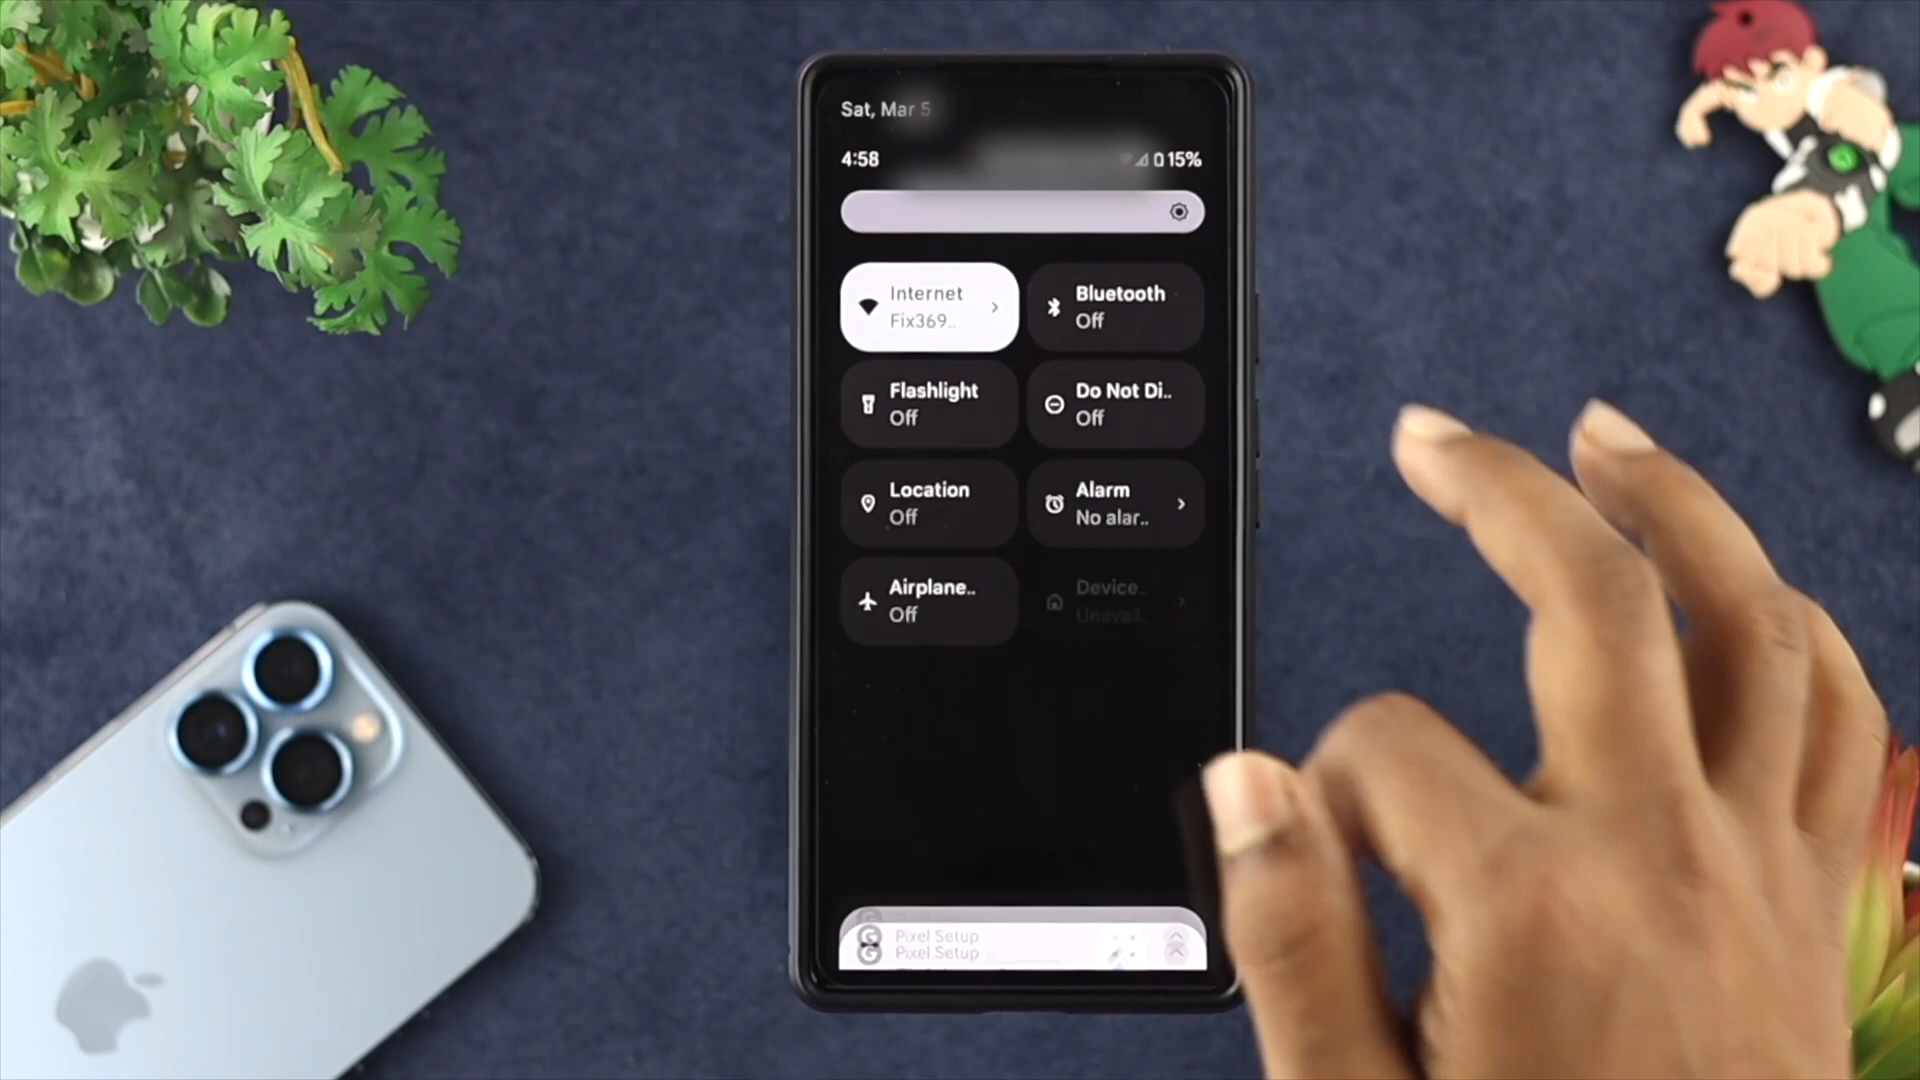 Sat, Mar 5
4:58
15%
Internet
Fix369..
Bluetooth
Off
Flashlight
Off
Do Not Di..
Off
Location
Off
Alarm
No alar..
Airplane..
Off
Device..
Unavail..
Pixel Setup
Pixel Setup